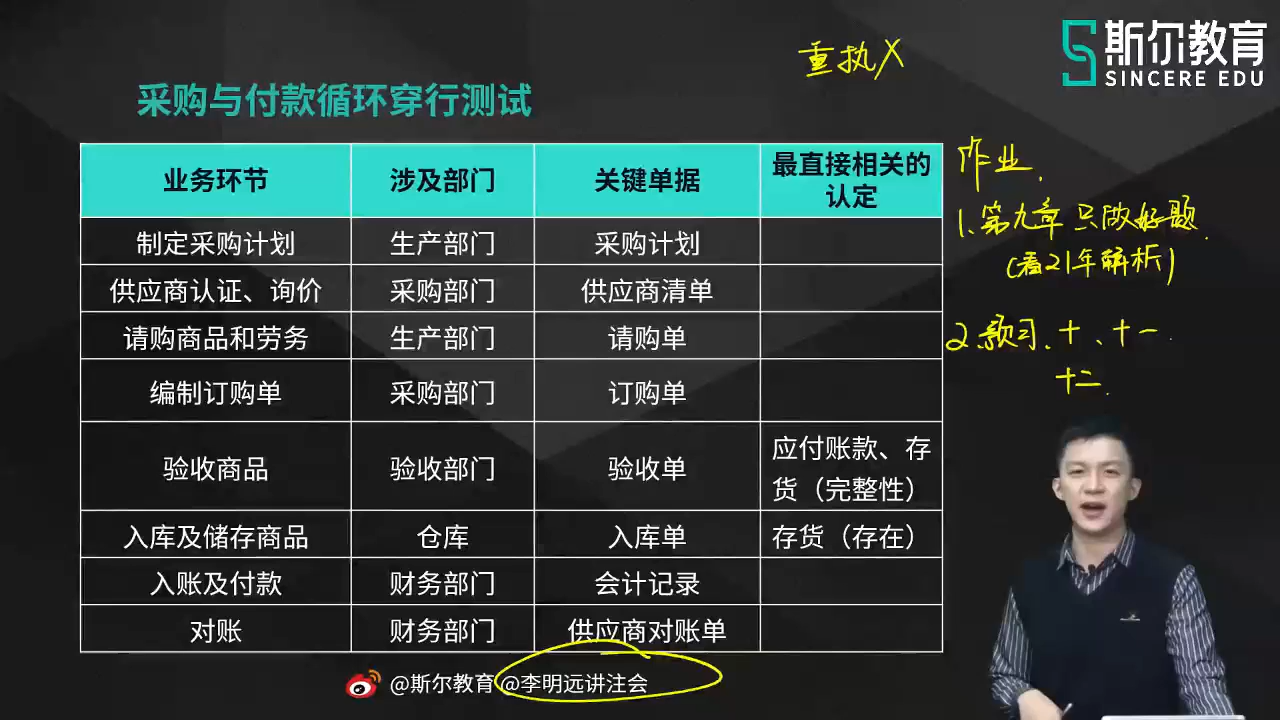 重执
斯尔教育
SINCERE EDU
采购与付款循环穿行测试
业务环节 涉及部门 关键单据 最直接相关的认定
制定采购计划 生产部门 采购计划
供应商认证、询价 采购部门 供应商清单
请购商品和劳务 生产部门 请购单
编制订购单 采购部门 订购单
验收商品 验收部门 验收单 应付账款、存货（完整性）
入库及储存商品 仓库 入库单 存货（存在）
入账及付款 财务部门 会计记录
对账 财务部门 供应商对账单
@斯尔教育 @李明远讲注会
作业.
1、第九章 只做好题.
(看21年解析)
2.预习、十、十一
十二.